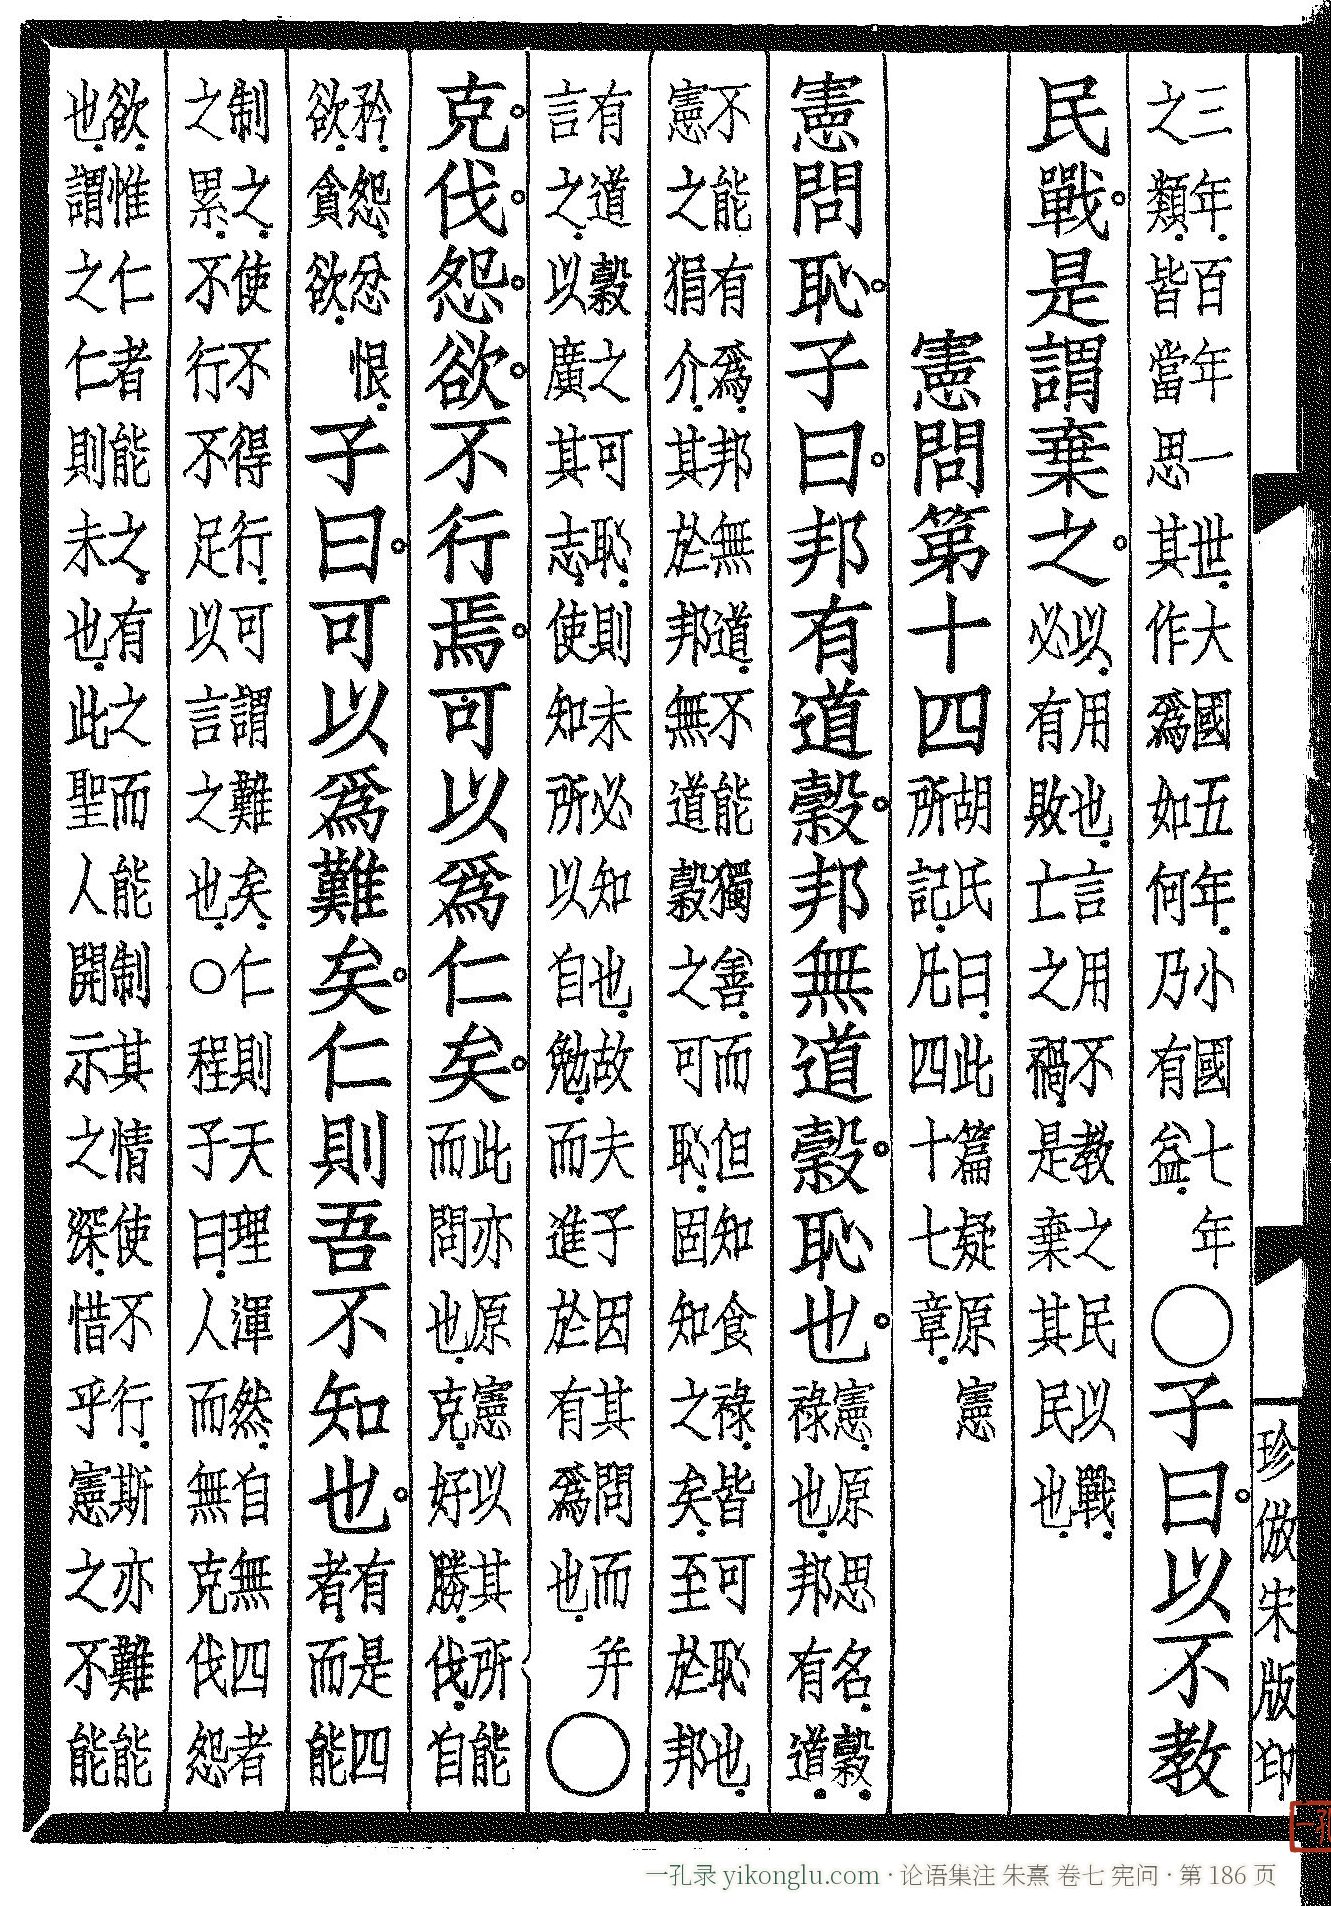 珍倣宋版印
三年百年一世大國五年小國七年
之類皆當思其作爲如何乃有益
○子曰以不教
民戰是謂棄之
以用也言用不教之民以戰
必有敗亡之禍是棄其民也
憲問第十四
胡氏曰此篇疑原憲
所記凡四十七章
憲問恥子曰邦有道穀邦無道穀恥也
憲原思名穀
祿也邦有道
不能有爲邦無道不能獨善而但知食祿皆可恥也
憲之狷介其於邦無道穀之可恥固知之矣至於邦
有道穀之可恥則未必知也故夫子因其問而并
言之以廣其志使知所以自勉而進於有爲也
○
克伐怨欲不行焉可以爲仁矣
此亦原憲以其所能
而問也克好勝伐自
矜怨忿恨
欲貪欲
子曰可以爲難矣仁則吾不知也
有是四
者而能
制之使不得行可謂難矣仁則天理渾然自無四者
之累不行不足以言之也○程子曰人而無克伐怨
欲惟仁者能之有之而能制其情使不行斯亦難能
也謂之仁則未也此聖人開示之深惜乎憲之不能
一孔录 yikonglu.com · 论语集注 朱熹 卷七 宪问 · 第 186 页